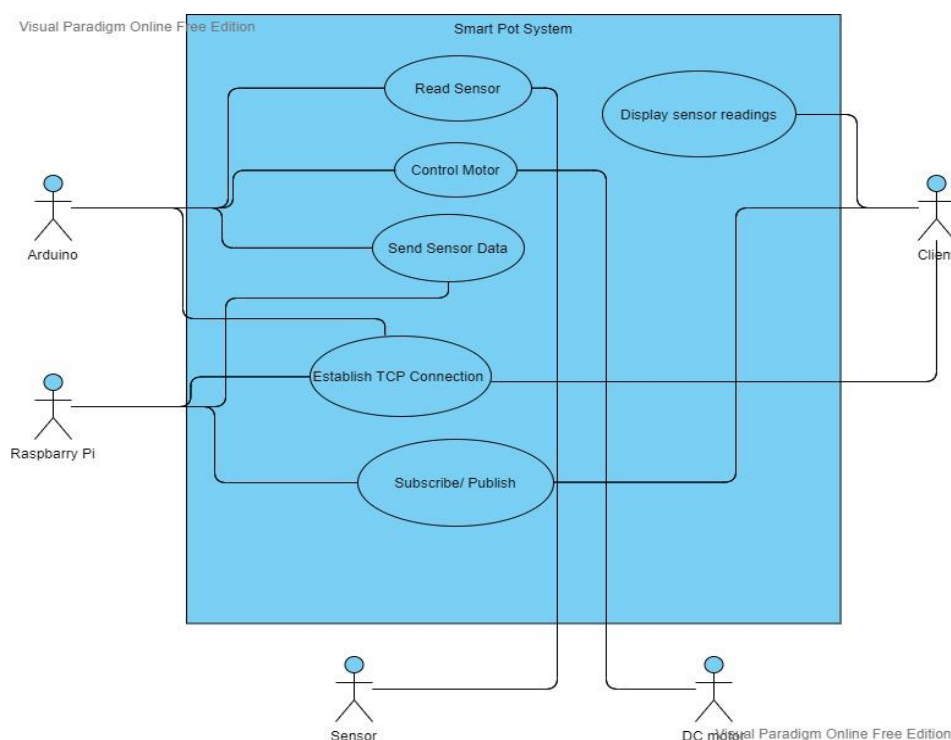 Visual Paradigm Online Free Edition
Smart Pot System
Read Sensor
Display sensor readings
Control Motor
Arduino
Send Sensor Data
Client
Establish TCP Connection
Raspbarry Pi
Subscribe/ Publish
Sensor
DC motor
Visual Paradigm Online Free Edition